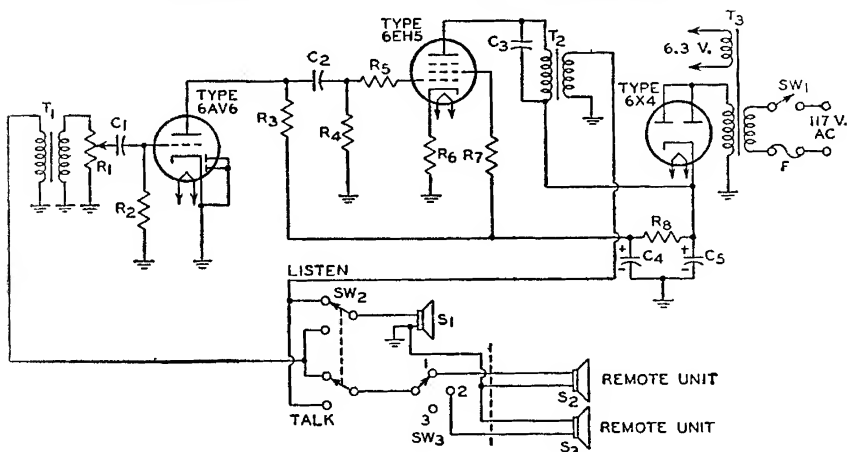 TYPE
6EH5
C3
T2
T3
6.3 V.
TYPE
6AV6
C2
R5
TYPE
6X4
SW1
117 V.
AC
F
T1
C1
R1
R2
R3
R4
R6
R7
R8
C4
C5
+
-
+
-
LISTEN
SW2
S1
1
2
3
SW3
TALK
S2
REMOTE UNIT
S3
REMOTE UNIT